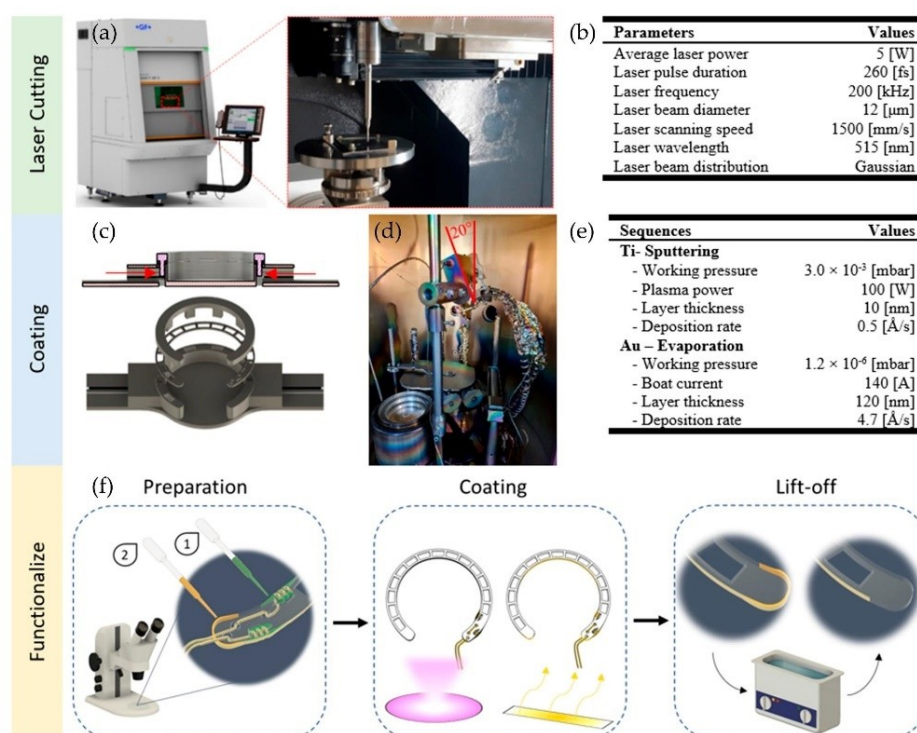 Laser Cutting
(a)
+GF+
(b)
Parameters Values
Average laser power 5 [W]
Laser pulse duration 260 [fs]
Laser frequency 200 [kHz]
Laser beam diameter 12 [µm]
Laser scanning speed 1500 [mm/s]
Laser wavelength 515 [nm]
Laser beam distribution Gaussian
Coating
(c)
(d)
20°
(e)
Sequences Values
Ti- Sputtering
- Working pressure 3.0 × 10⁻³ [mbar]
- Plasma power 100 [W]
- Layer thickness 10 [nm]
- Deposition rate 0.5 [Å/s]
Au – Evaporation
- Working pressure 1.2 × 10⁻⁶ [mbar]
- Boat current 140 [A]
- Layer thickness 120 [nm]
- Deposition rate 4.7 [Å/s]
Functionalize
(f)
Preparation
2
1
Coating
Lift-off